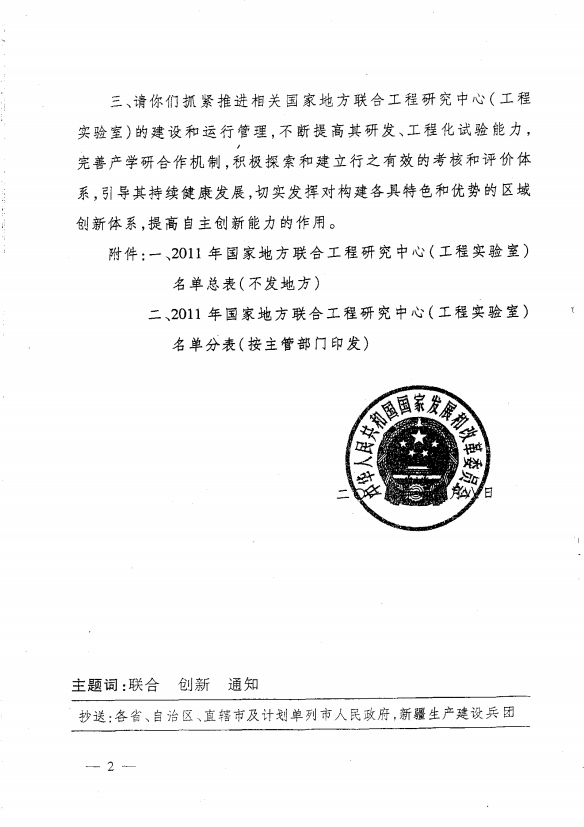 三、请你们抓紧推进相关国家地方联合工程研究中心(工程
实验室)的建设和运行管理,不断提高其研发、工程化试验能力,
完善产学研合作机制,积极探索和建立行之有效的考核和评价体
系,引导其持续健康发展,切实发挥对构建各具特色和优势的区域
创新体系,提高自主创新能力的作用。
附件:一、2011 年国家地方联合工程研究中心(工程实验室)
名单总表(不发地方)
二、2011 年国家地方联合工程研究中心(工程实验室)
名单分表(按主管部门印发)
中华人民共和国国家发展和改革委员会
二 月八日
主题词:联合 创新 通知
抄送:各省、自治区、直辖市及计划单列市人民政府,新疆生产建设兵团
— 2 —